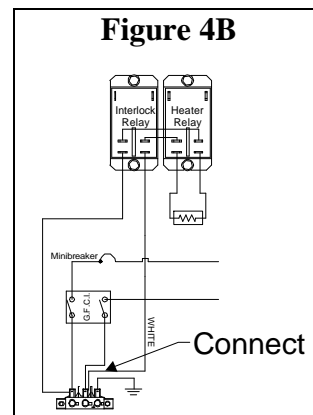 Figure 4B
Interlock
Relay
Heater
Relay
Minibreaker
G.F.C.I.
WHITE
Connect